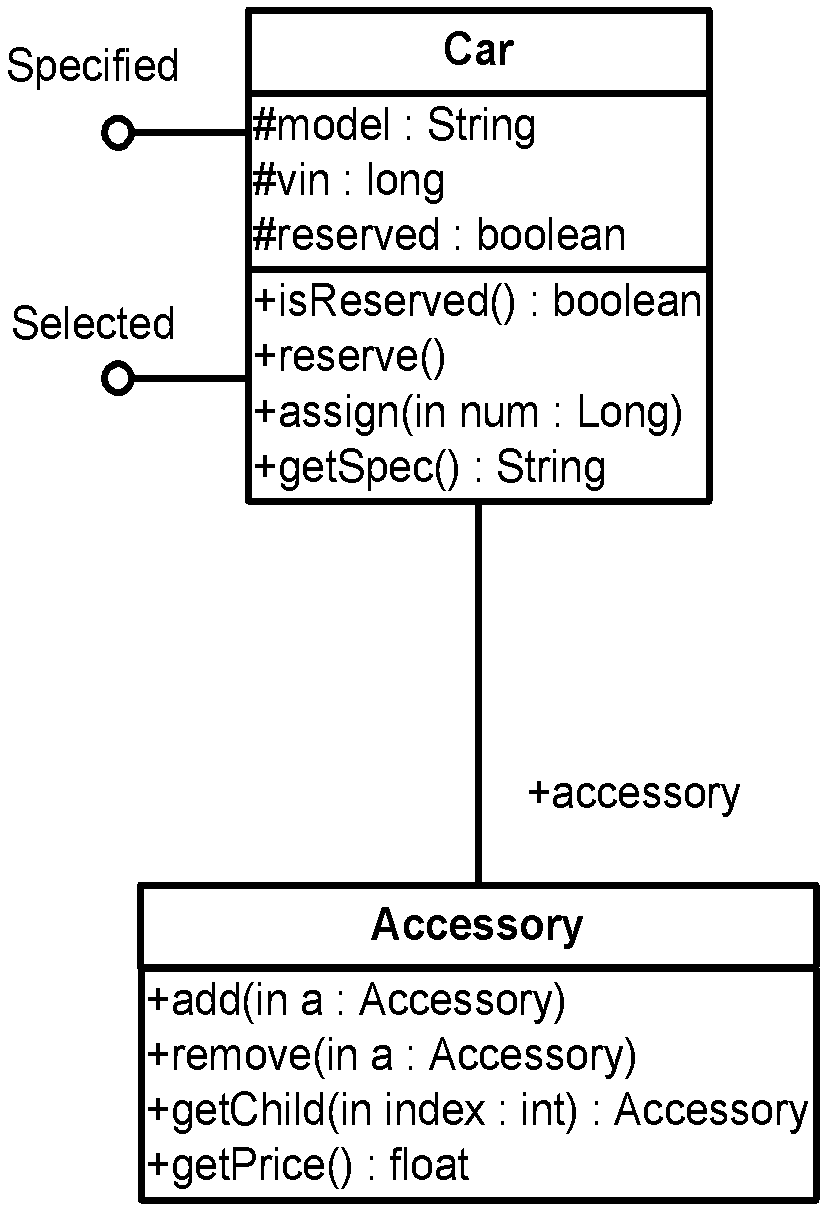 Car
Specified
#model : String
#vin : long
#reserved : boolean
+isReserved() : boolean
Selected
+reserve()
+assign(in num : Long)
+getSpec() : String
+accessory
Accessory
+add(in a : Accessory)
+remove(in a : Accessory)
+getChild(in index : int) : Accessory
+getPrice() : float